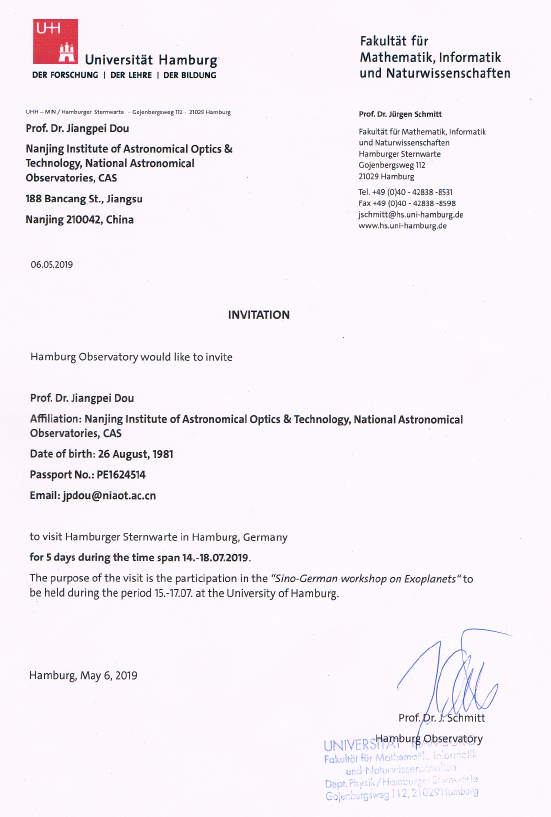 UHH
Universität Hamburg
DER FORSCHUNG | DER LEHRE | DER BILDUNG
Fakultät für
Mathematik, Informatik
und Naturwissenschaften
UHH – MIN / Hamburger Sternwarte · Gojenbergsweg 112 · 21029 Hamburg
Prof. Dr. Jiangpei Dou
Nanjing Institute of Astronomical Optics &
Technology, National Astronomical
Observatories, CAS
188 Bancang St., Jiangsu
Nanjing 210042, China
Prof. Dr. Jürgen Schmitt
Fakultät für Mathematik, Informatik
und Naturwissenschaften
Hamburger Sternwarte
Gojenbergsweg 112
21029 Hamburg
Tel. +49 (0)40 - 42838 -8531
Fax +49 (0)40 - 42838 -8598
jschmitt@hs.uni-hamburg.de
www.hs.uni-hamburg.de
06.05.2019
INVITATION
Hamburg Observatory would like to invite
Prof. Dr. Jiangpei Dou
Affiliation: Nanjing Institute of Astronomical Optics & Technology, National Astronomical
Observatories, CAS
Date of birth: 26 August, 1981
Passport No.: PE1624514
Email: jpdou@niaot.ac.cn
to visit Hamburger Sternwarte in Hamburg, Germany
for 5 days during the time span 14.-18.07.2019.
The purpose of the visit is the participation in the "Sino-German workshop on Exoplanets" to
be held during the period 15.-17.07. at the University of Hamburg.
Hamburg, May 6, 2019
Prof. Dr. J. Schmitt
Hamburg Observatory
UNIVERSITÄT HAMBURG
Fakultät für Mathematik, Informatik
und Naturwissenschaften
Dept. Physik / Hamburger Sternwarte
Gojenbergsweg 112, 21029 Hamburg